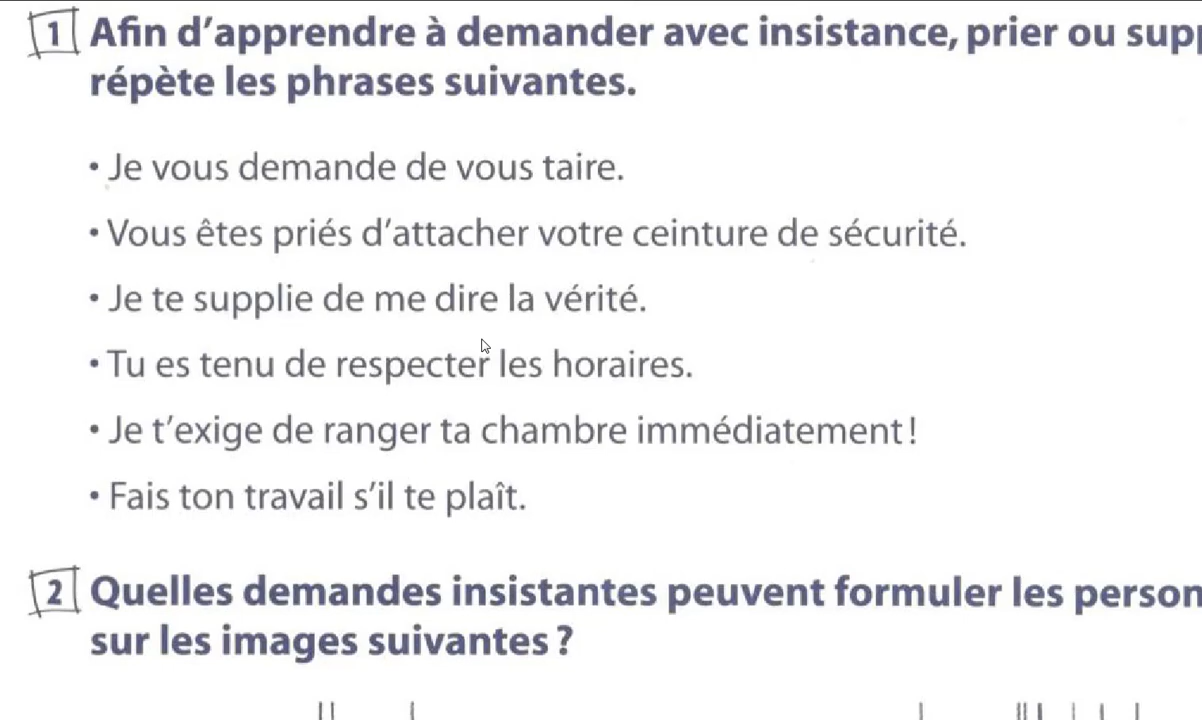 1 Afin d’apprendre à demander avec insistance, prier ou
répète les phrases suivantes.
• Je vous demande de vous taire.
• Vous êtes priés d’attacher votre ceinture de sécurité.
• Je te supplie de me dire la vérité.
• Tu es tenu de respecter les horaires.
• Je t’exige de ranger ta chambre immédiatement !
• Fais ton travail s’il te plaît.
2 Quelles demandes insistantes peuvent formuler les
sur les images suivantes ?